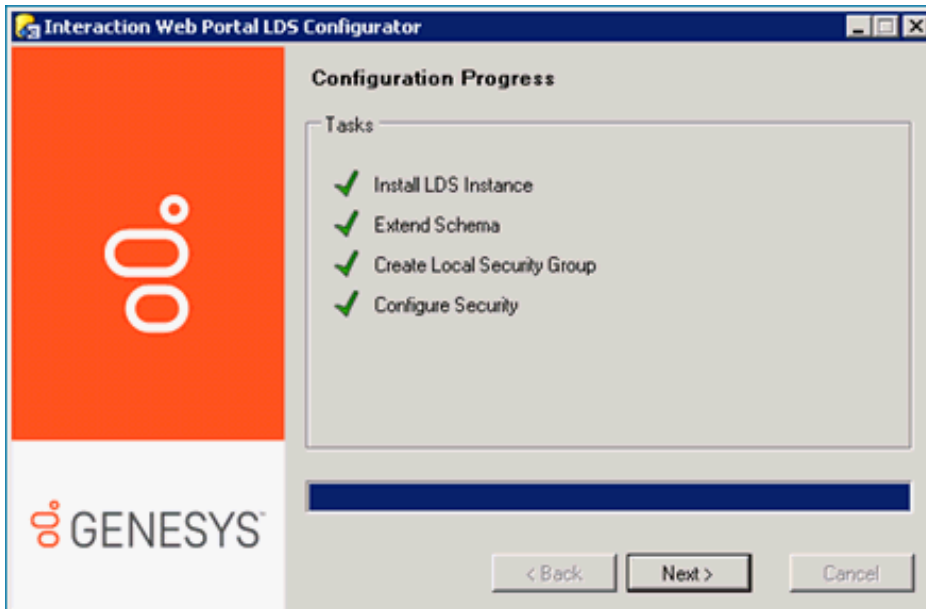 Interaction Web Portal LDS Configurator
Configuration Progress
Tasks
Install LDS Instance
Extend Schema
Create Local Security Group
Configure Security
GENESYS™
< Back
Next >
Cancel